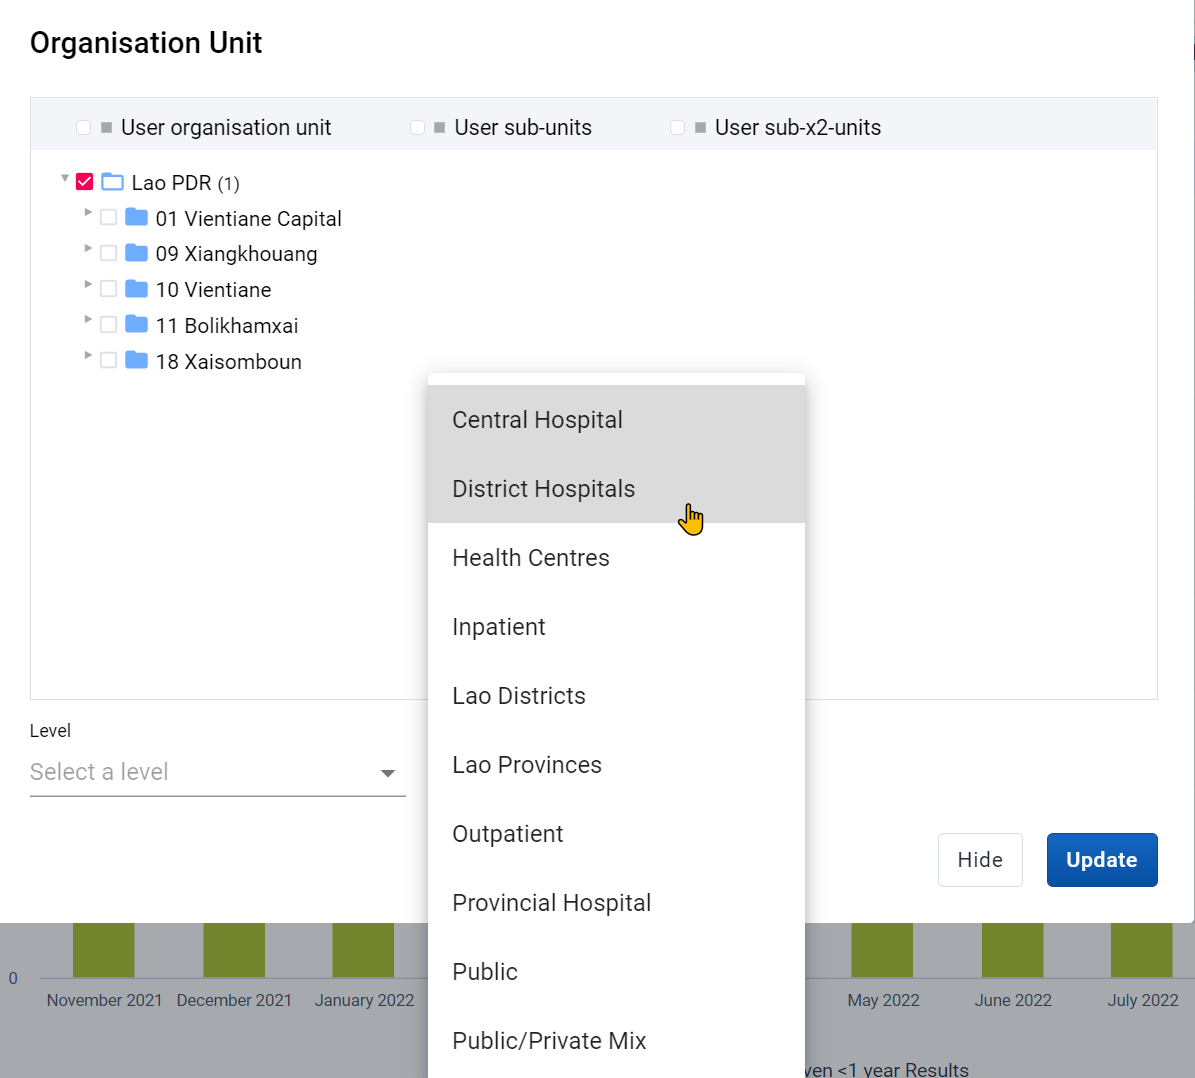 Organisation Unit
User organisation unit User sub-units User sub-x2-units
Lao PDR (1)
01 Vientiane Capital
09 Xiangkhouang
10 Vientiane
11 Bolikhamxai
18 Xaisomboun
Central Hospital
District Hospitals
Health Centres
Inpatient
Lao Districts
Lao Provinces
Outpatient
Provincial Hospital
Public
Public/Private Mix
Level
Select a level
Hide Update
0
November 2021 December 2021 January 2022 May 2022 June 2022 July 2022
<1 year Results